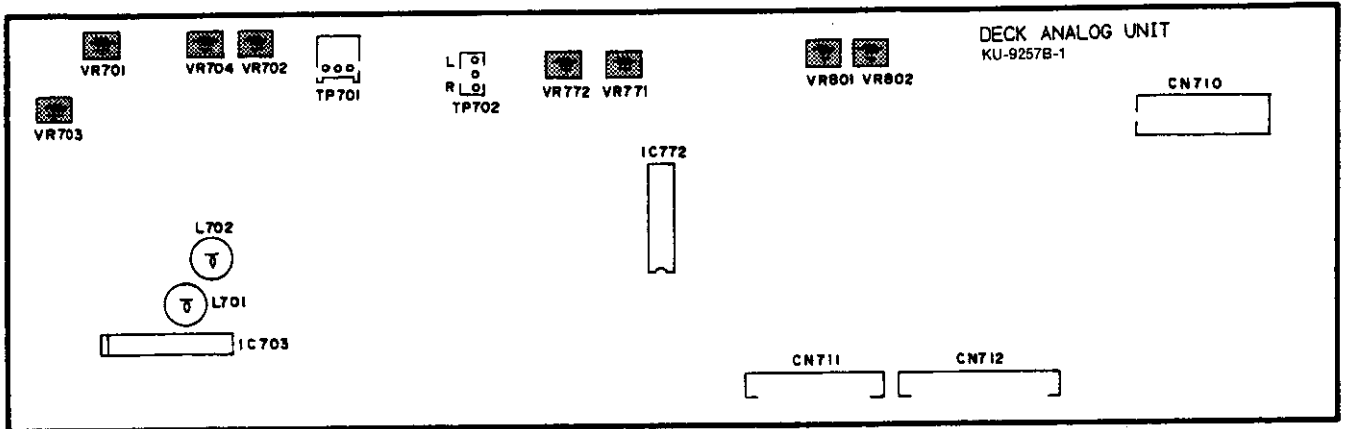 DECK ANALOG UNIT
KU-9257B-1
VR701
VR704 VR702
TP701
L
R
TP702
VR772 VR771
VR801 VR802
CN710
VR703
IC772
L702
L701
IC703
CN711
CN712